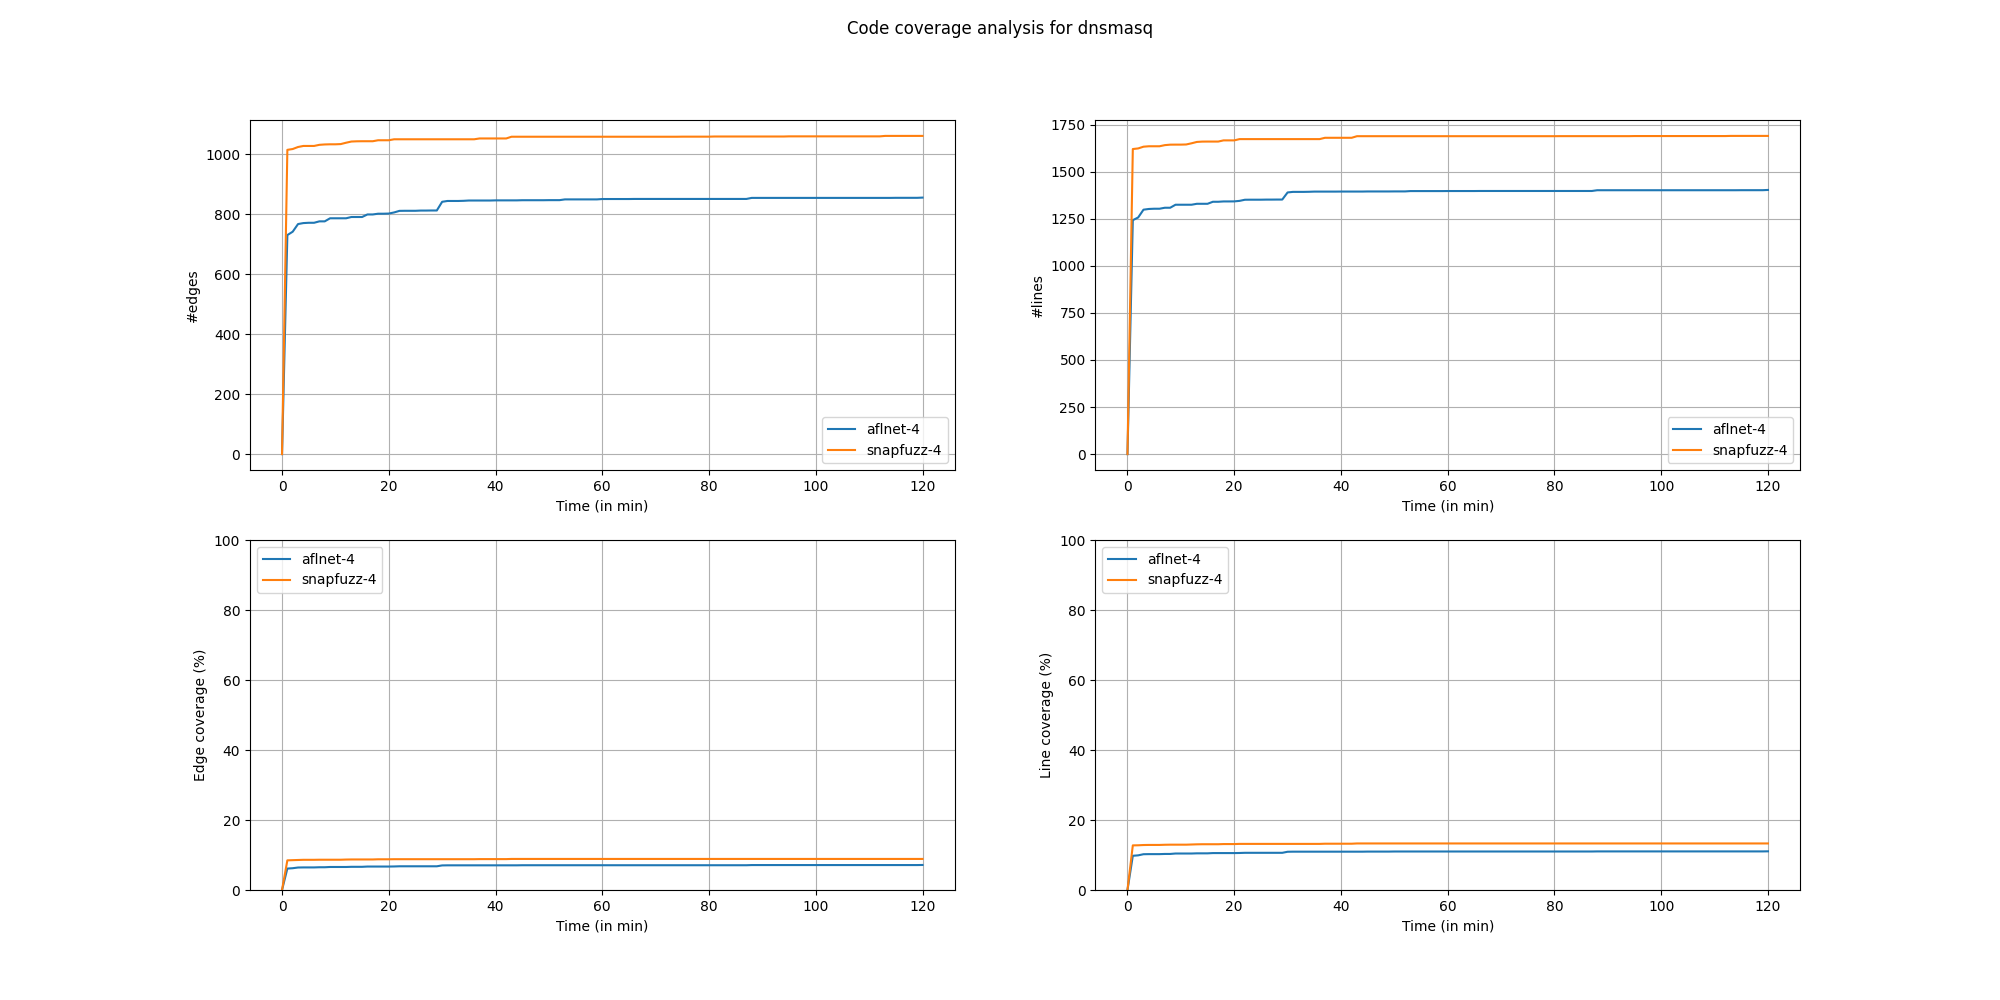 Code coverage analysis for dnsmasq
#edges
1000
800
600
400
200
0
0 20 40 60 80 100 120
Time (in min)
aflnet-4
snapfuzz-4
#lines
1750
1500
1250
1000
750
500
250
0
0 20 40 60 80 100 120
Time (in min)
aflnet-4
snapfuzz-4
Edge coverage (%)
100
80
60
40
20
0
0 20 40 60 80 100 120
Time (in min)
aflnet-4
snapfuzz-4
Line coverage (%)
100
80
60
40
20
0
0 20 40 60 80 100 120
Time (in min)
aflnet-4
snapfuzz-4